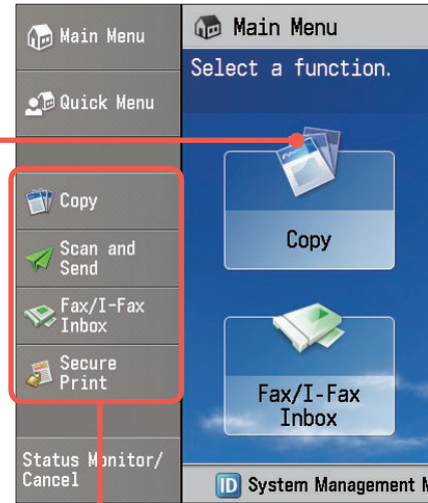 Main Menu
Quick Menu
Copy
Scan and
Send
Fax/I-Fax
Inbox
Secure
Print
Status Monitor/
Cancel
Main Menu
Select a function.
Copy
Fax/I-Fax
Inbox
ID System Management M